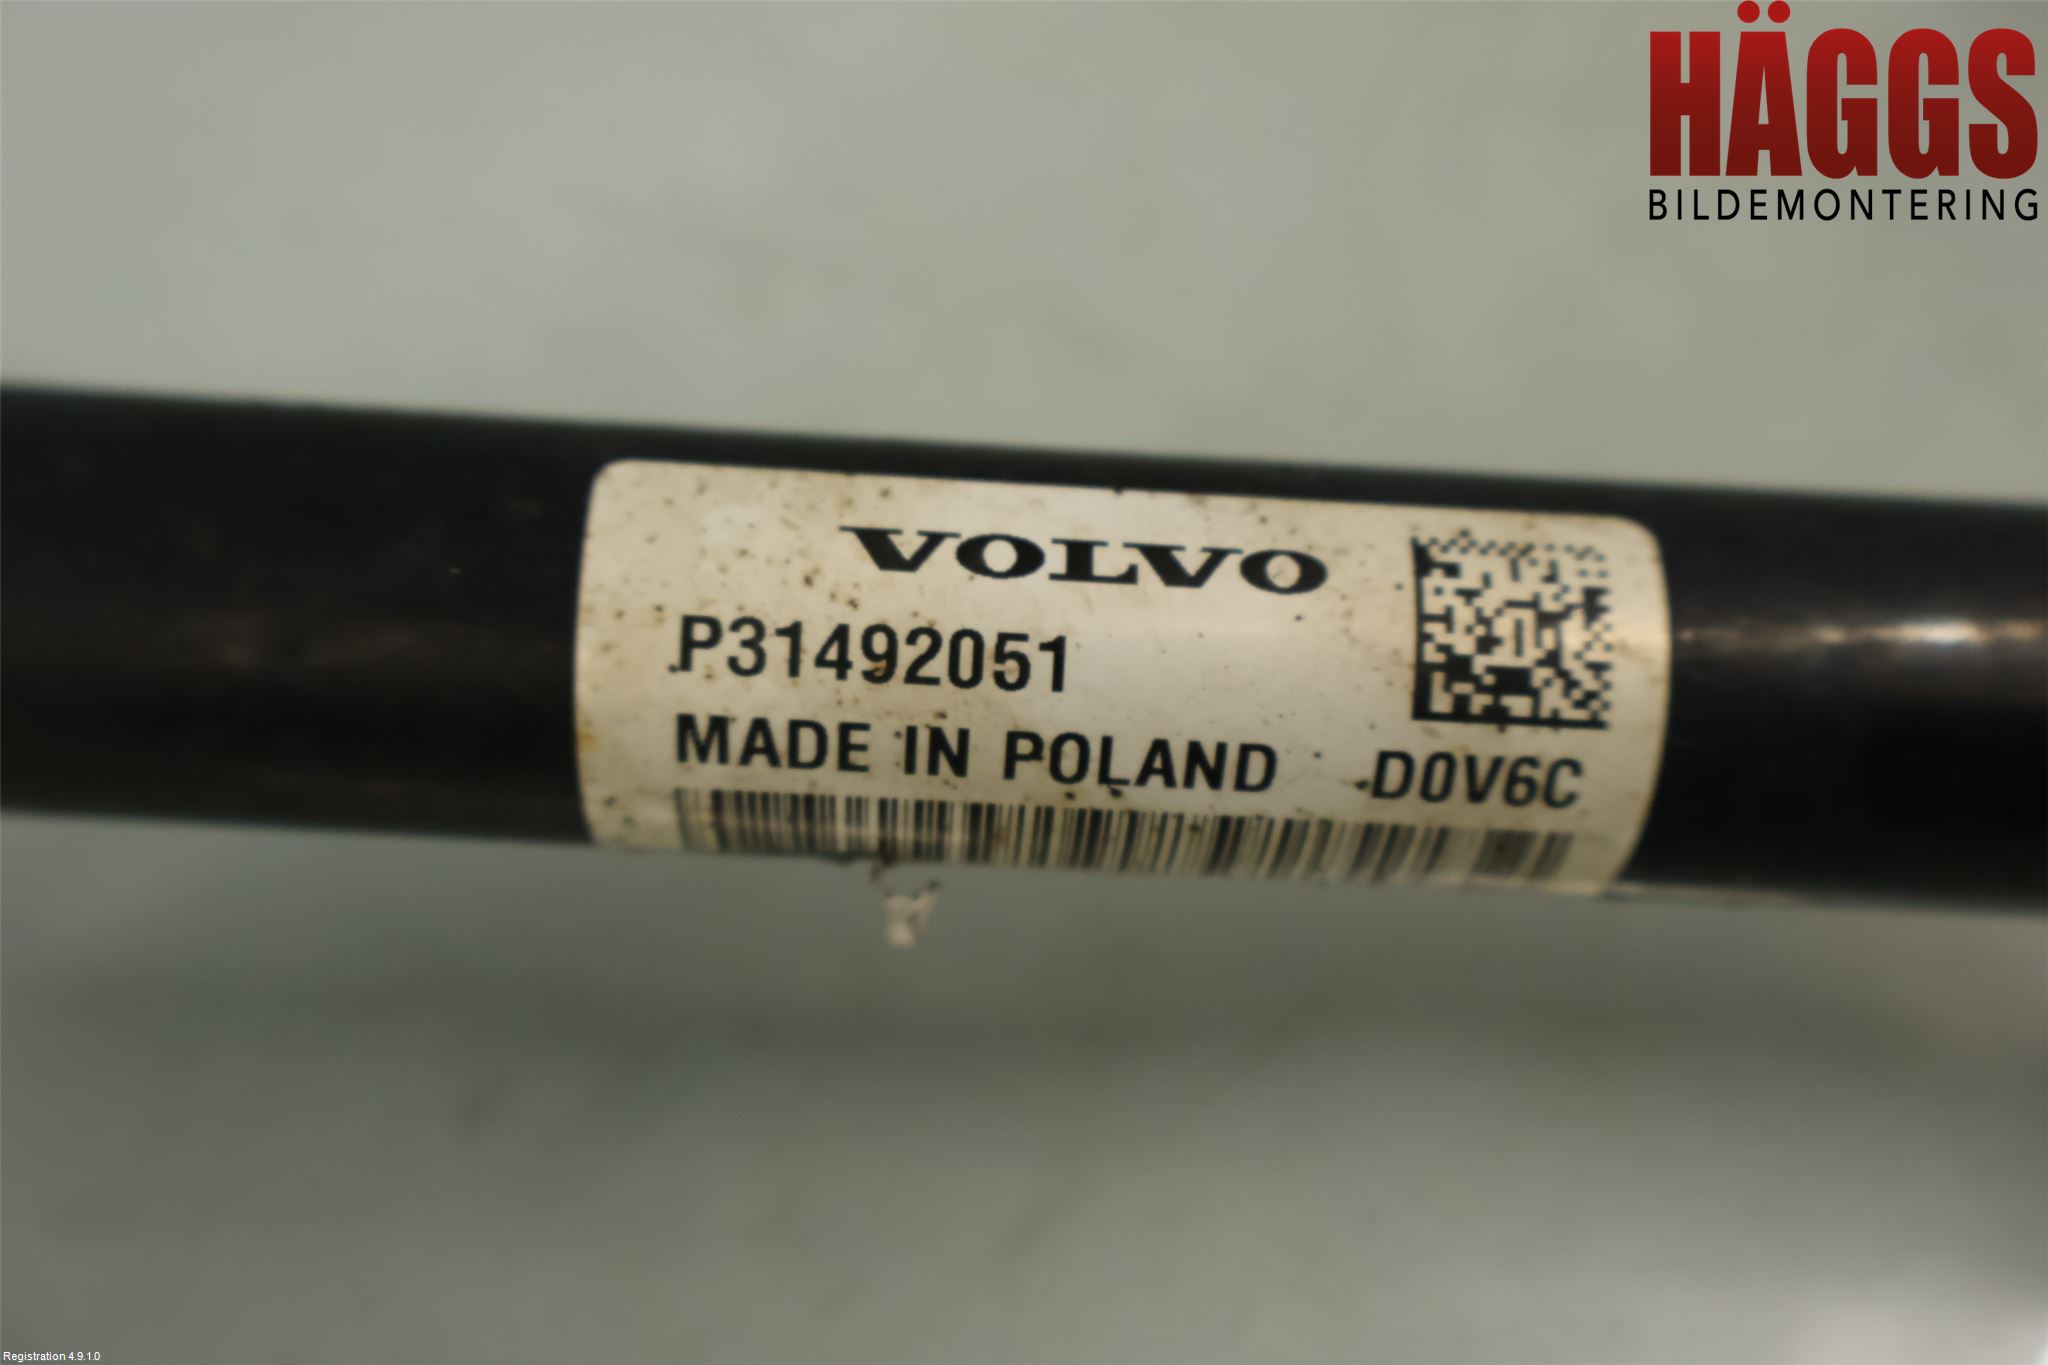 HÄGGS
BILDEMONTERING
VOLVO
P31492051
MADE IN POLAND D0V6C
Registration 4.9.1.0